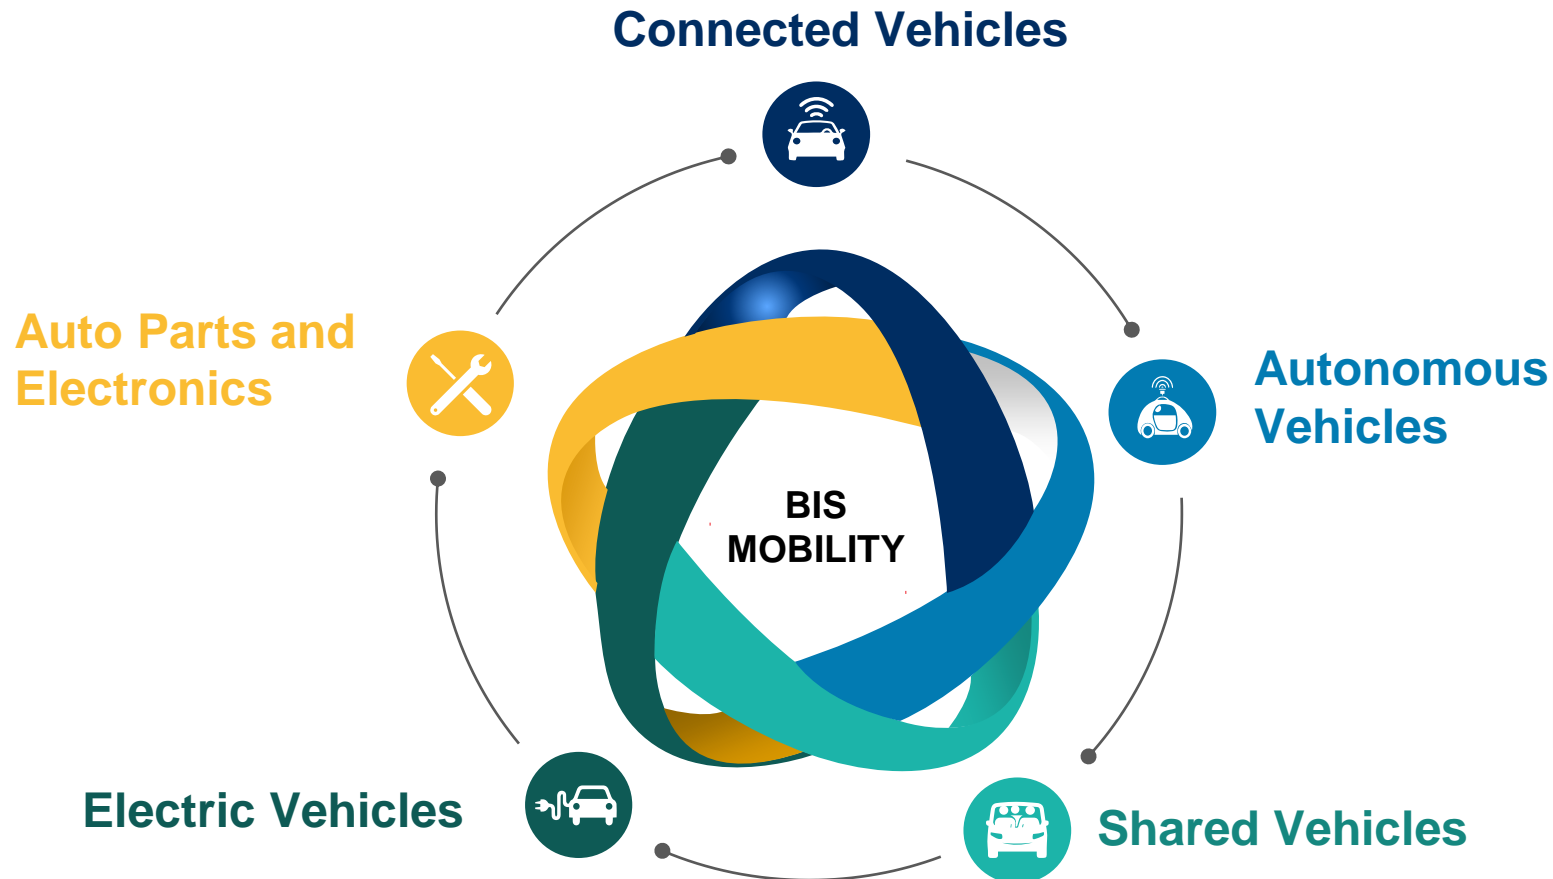 Connected Vehicles
Auto Parts and
Electronics
Autonomous
Vehicles
BIS
MOBILITY
Electric Vehicles
Shared Vehicles